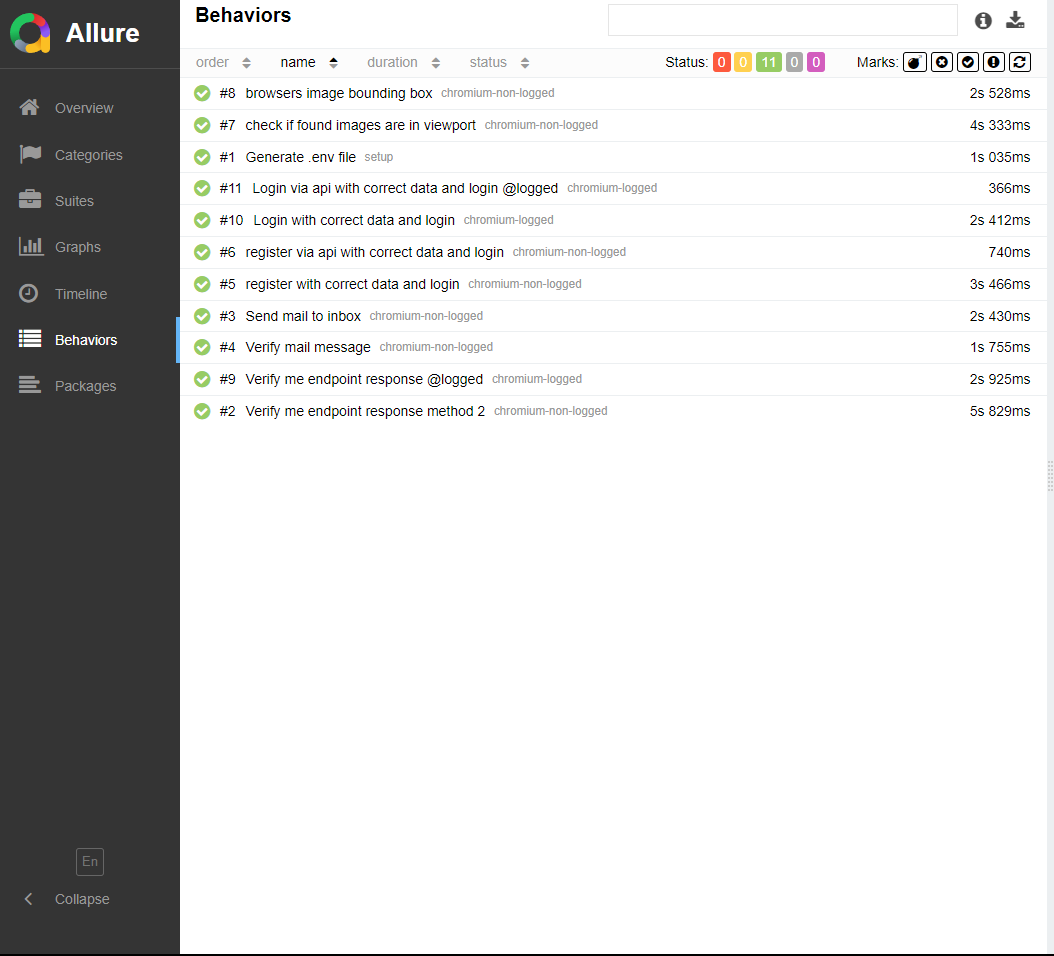 Allure
Overview
Categories
Suites
Graphs
Timeline
Behaviors
Packages
En
Collapse
Behaviors
order name duration status Status: 0 0 11 0 0 Marks:
#8 browsers image bounding box chromium-non-logged 2s 528ms
#7 check if found images are in viewport chromium-non-logged 4s 333ms
#1 Generate .env file setup 1s 035ms
#11 Login via api with correct data and login @logged chromium-logged 366ms
#10 Login with correct data and login chromium-logged 2s 412ms
#6 register via api with correct data and login chromium-non-logged 740ms
#5 register with correct data and login chromium-non-logged 3s 466ms
#3 Send mail to inbox chromium-non-logged 2s 430ms
#4 Verify mail message chromium-non-logged 1s 755ms
#9 Verify me endpoint response @logged chromium-logged 2s 925ms
#2 Verify me endpoint response method 2 chromium-non-logged 5s 829ms